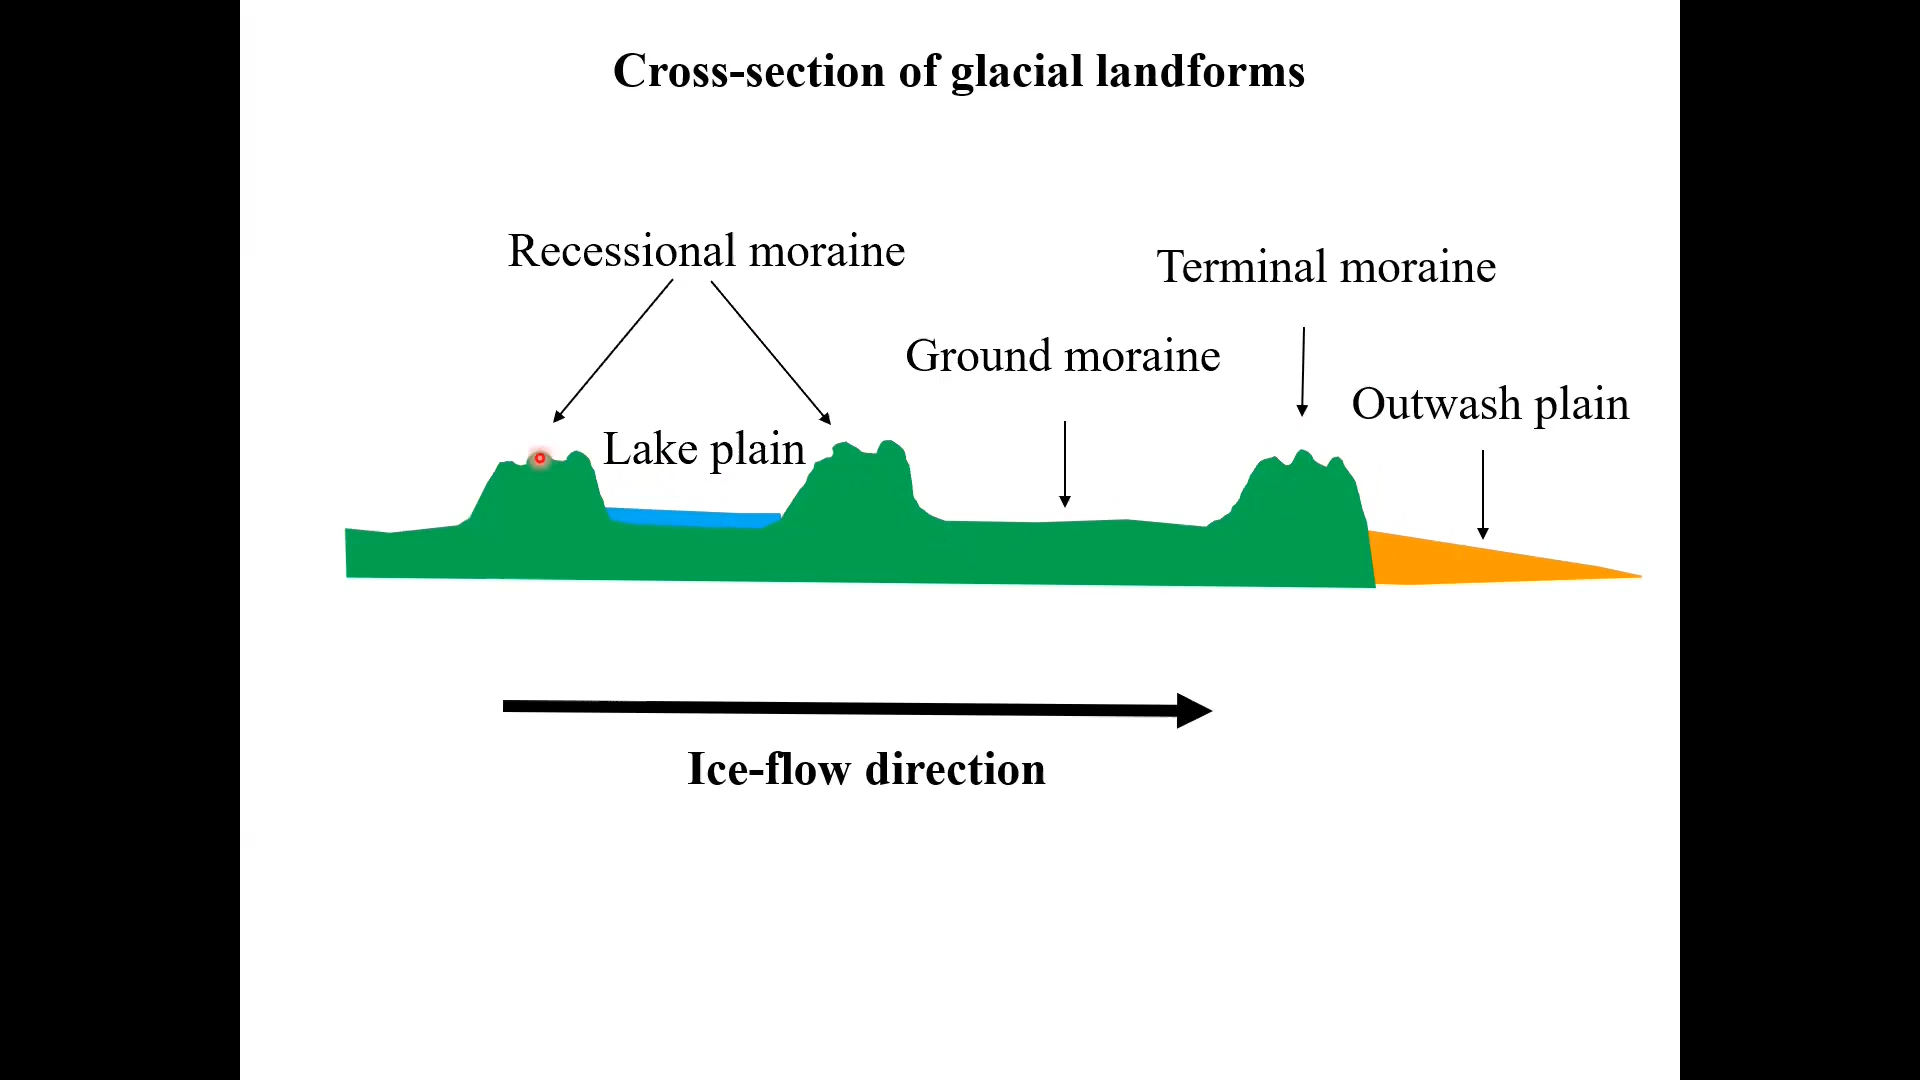 Cross-section of glacial landforms
Recessional moraine
Terminal moraine
Ground moraine
Outwash plain
Lake plain
Ice-flow direction